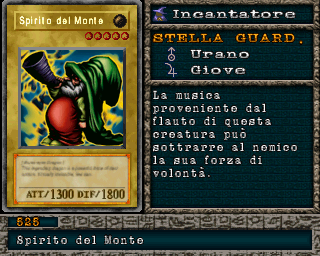 Spirito del Monte
ATT/1300 DIF/1800
Incantatore
STELLA GUARD.
Urano
Giove
La musica
proveniente dal
flauto di questa
creatura può
sottrarre al nemico
la sua forza di
volontà.
525
Spirito del Monte